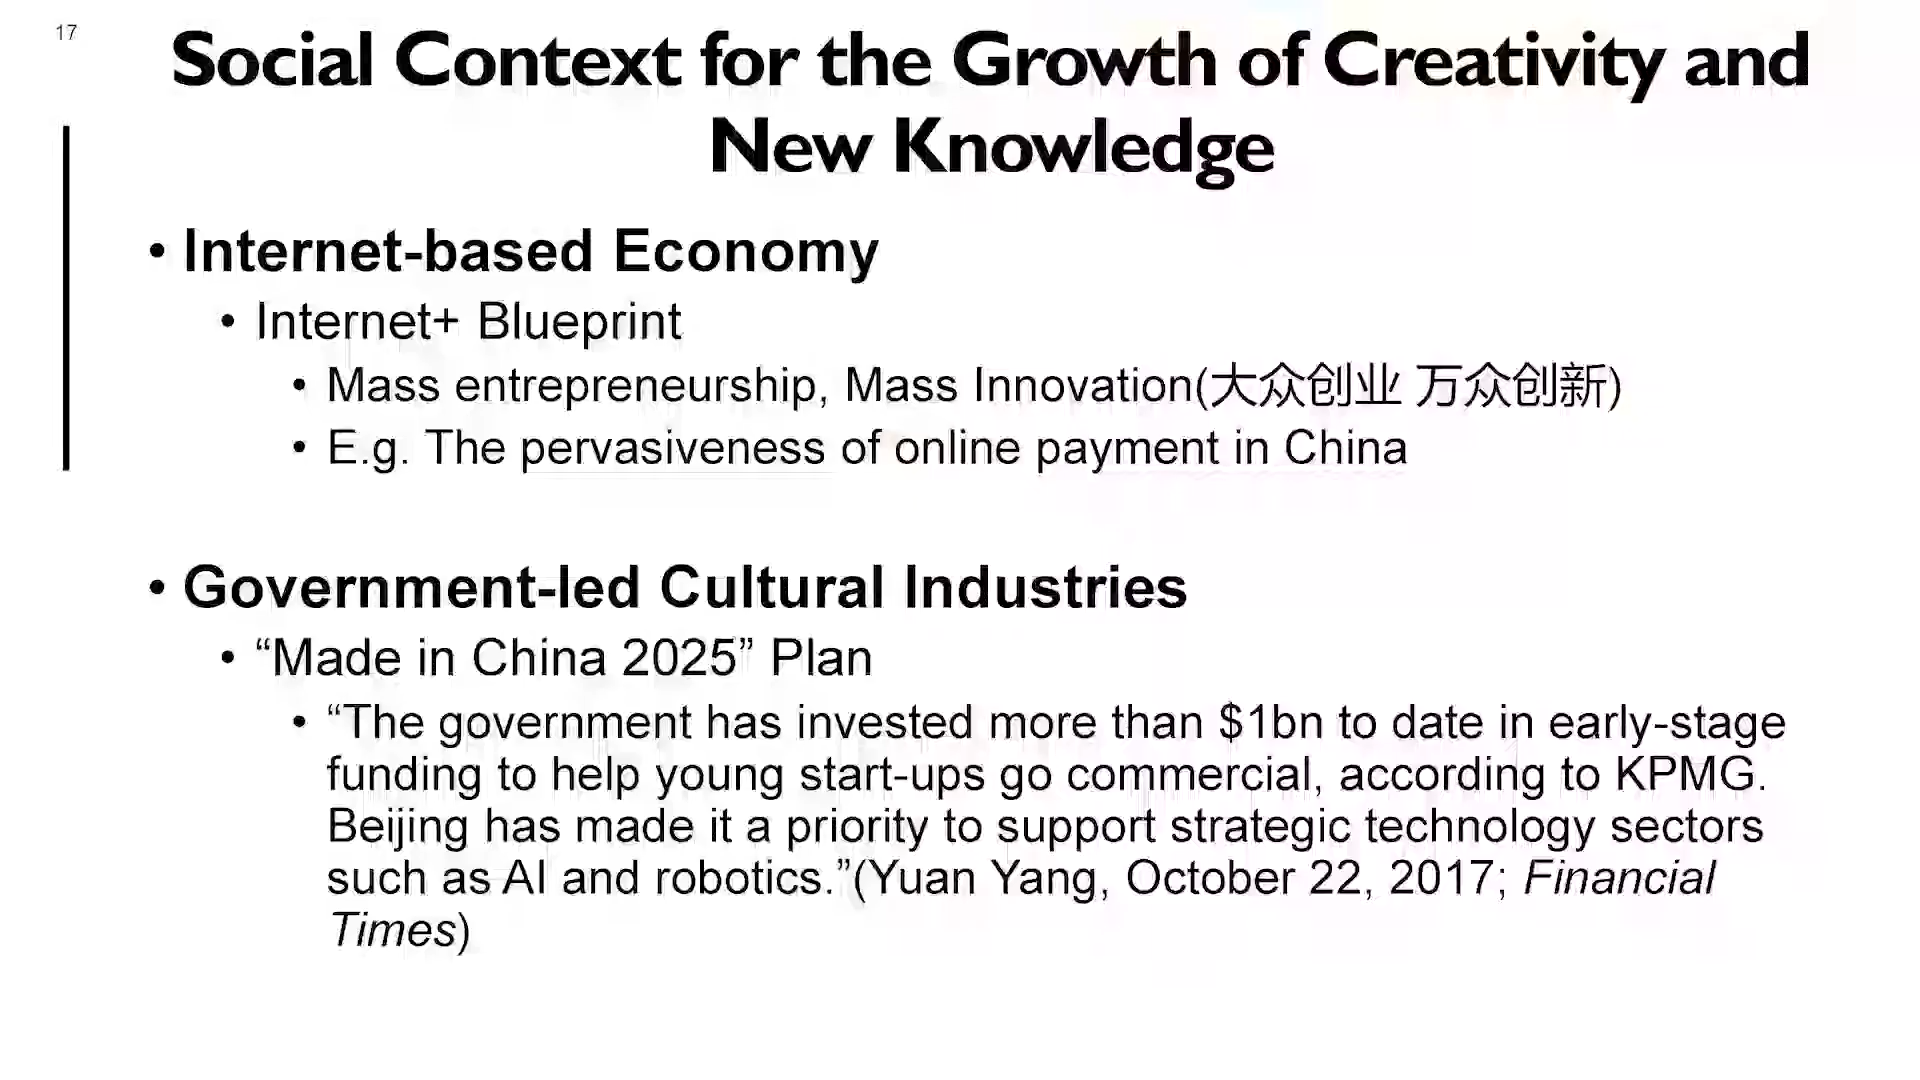 17
Social Context for the Growth of Creativity and
New Knowledge
• Internet-based Economy
• Internet+ Blueprint
• Mass entrepreneurship, Mass Innovation(大众创业 万众创新)
• E.g. The pervasiveness of online payment in China
• Government-led Cultural Industries
• “Made in China 2025” Plan
• “The government has invested more than $1bn to date in early-stage
funding to help young start-ups go commercial, according to KPMG.
Beijing has made it a priority to support strategic technology sectors
such as AI and robotics.”(Yuan Yang, October 22, 2017; Financial
Times)